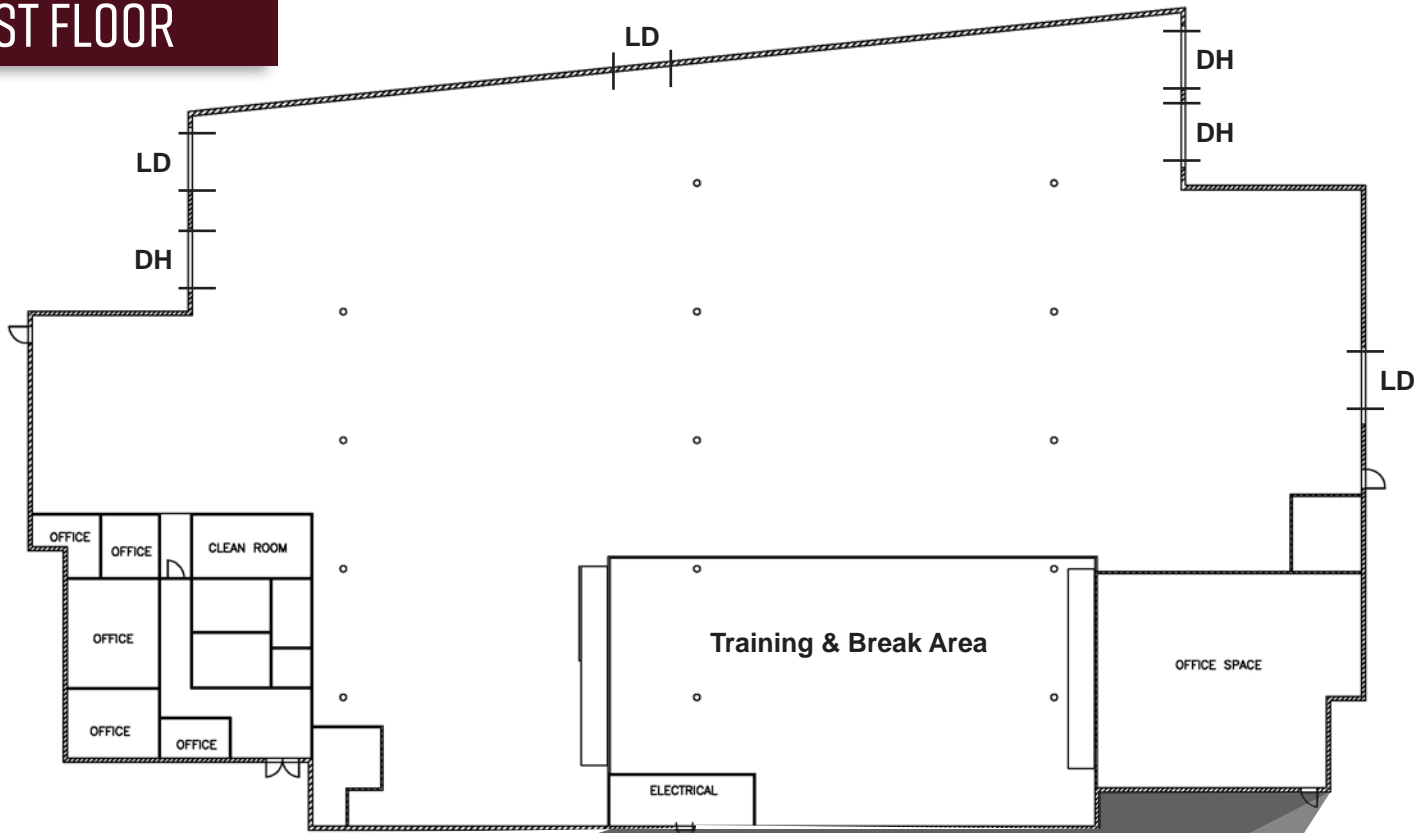 ST FLOOR
LD
DH
DH
LD
DH
LD
OFFICE
OFFICE
CLEAN ROOM
OFFICE
Training & Break Area
OFFICE SPACE
OFFICE
OFFICE
ELECTRICAL